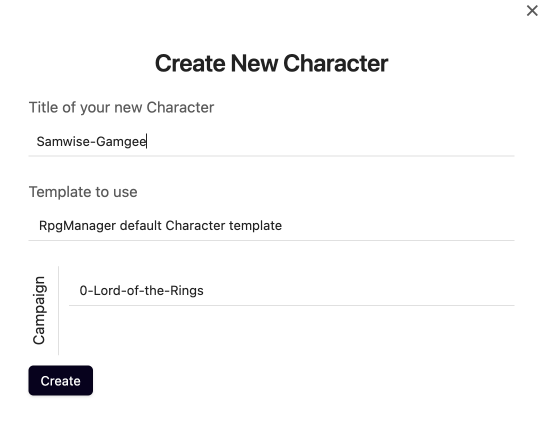 Create New Character
Title of your new Character
Samwise-Gamgee
Template to use
RpgManager default Character template
Campaign
0-Lord-of-the-Rings
Create